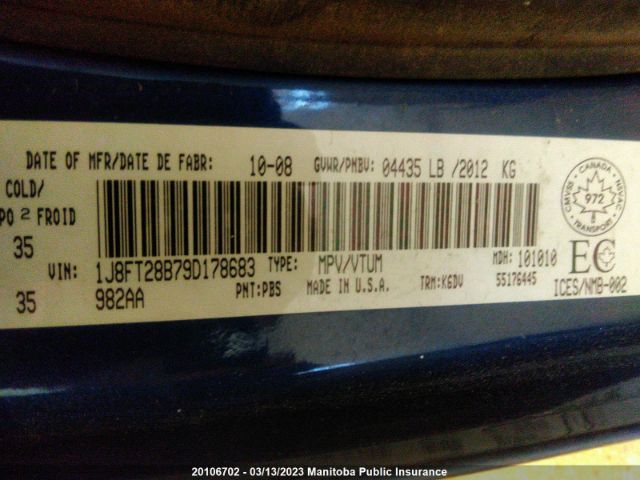 DATE OF MFR/DATE DE FABR: 10-08 GVWR/PNBV: 04435 LB /2012 KG
COLD/
PO 2 FROID
35
VIN: 1J8FT28B79D178683 TYPE: MPV/VTUM MDH: 101010
35 982AA PNT: PBS MADE IN U.S.A. TRM: K6DV 55176445
CMVSS CANADA NSVAC
972
TRANSPORT
EC
ICES/NMB-002
20106702 - 03/13/2023 Manitoba Public Insurance